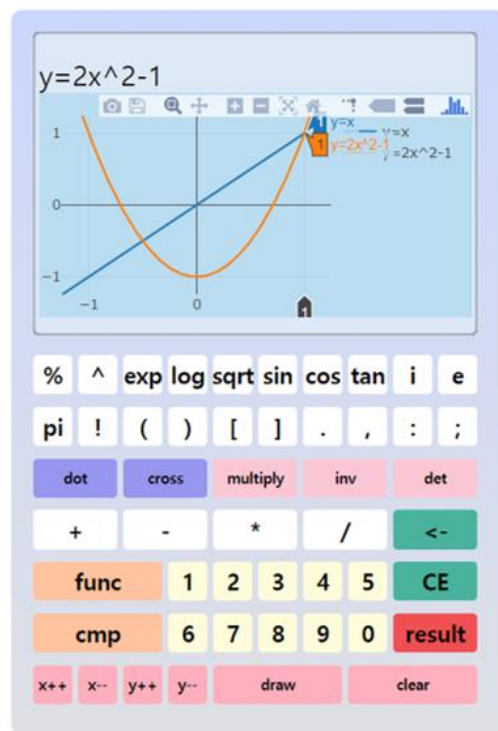 y=2x^2-1
1 y=x y=x
1 y=2x^2-1 y=2x^2-1
1
0
−1
−1 0 1
% ^ exp log sqrt sin cos tan i e
pi ! ( ) [ ] . , : ;
dot cross multiply inv det
+ - * / <-
func 1 2 3 4 5 CE
cmp 6 7 8 9 0 result
x++ x-- y++ y-- draw clear